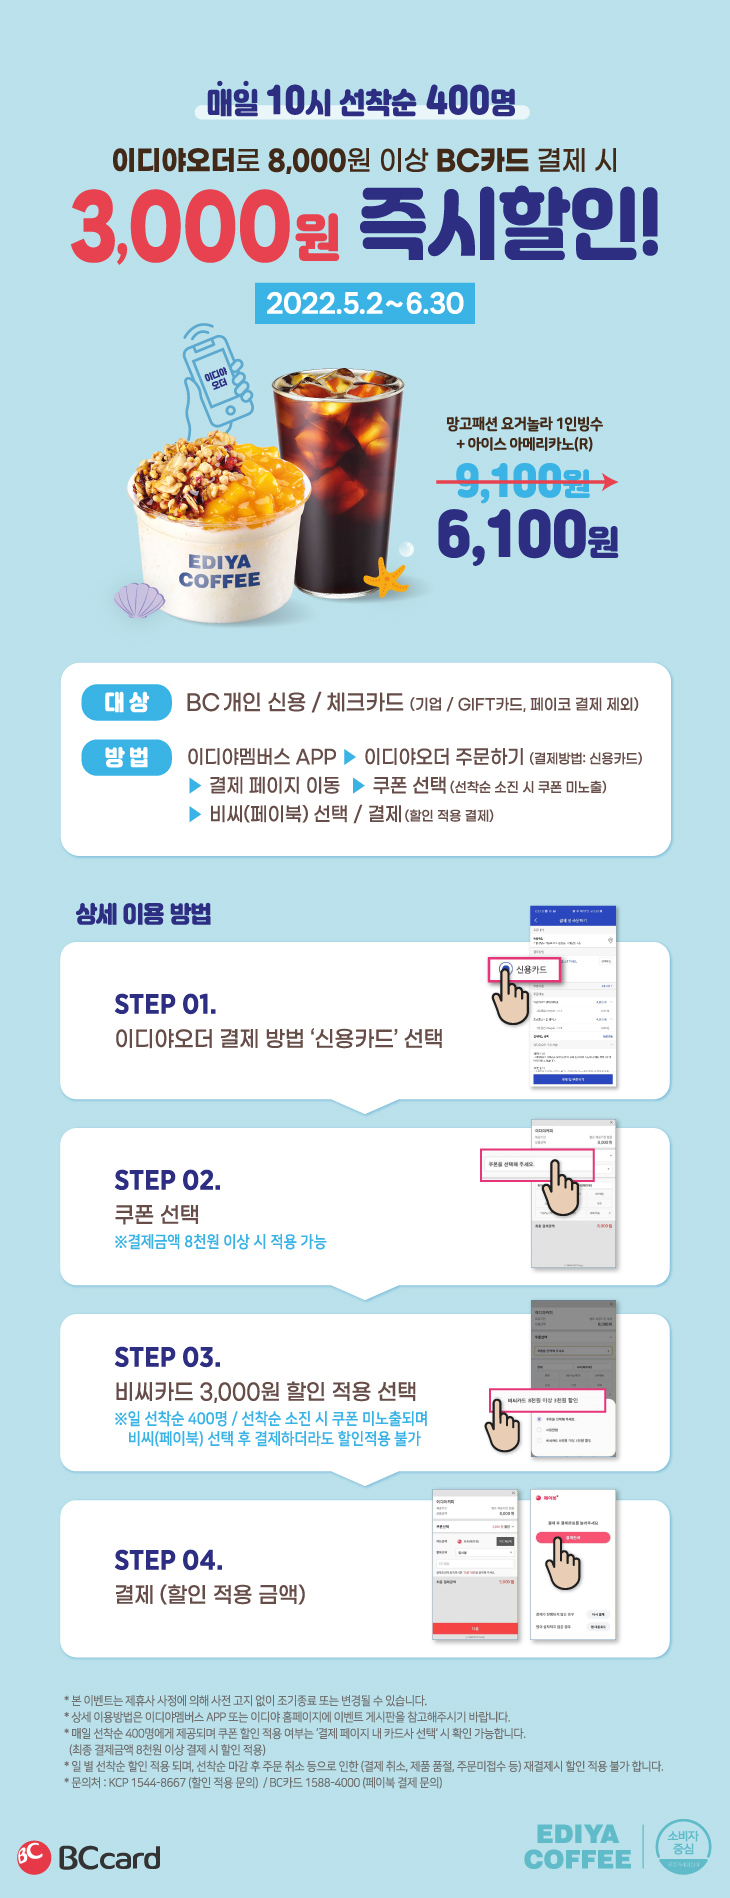 매일 10시 선착순 400명
이디야오더로 8,000원 이상 BC카드 결제 시
3,000원 즉시할인!
2022.5.2~6.30
이디야
오더
망고패션 요거놀라 1인빙수
+ 아이스 아메리카노(R)
9,100원
6,100원
EDIYA
COFFEE
대상 BC 개인 신용 / 체크카드 (기업 / GIFT카드, 페이코 결제 제외)
방법 이디야멤버스 APP ▶ 이디야오더 주문하기 (결제방법: 신용카드)
▶ 결제 페이지 이동 ▶ 쿠폰 선택 (선착순 소진 시 쿠폰 미노출)
▶ 비씨(페이북) 선택 / 결제 (할인 적용 결제)
상세 이용 방법
신용카드
STEP 01.
이디야오더 결제 방법 ‘신용카드’ 선택
쿠폰을 선택해 주세요.
STEP 02.
쿠폰 선택
※결제금액 8천원 이상 시 적용 가능
STEP 03.
비씨카드 3,000원 할인 적용 선택
※일 선착순 400명 / 선착순 소진 시 쿠폰 미노출되며
비씨(페이북) 선택 후 결제하더라도 할인적용 불가
비씨카드 8천원 이상 3천원 할인
STEP 04.
결제 (할인 적용 금액)
* 본 이벤트는 제휴사 사정에 의해 사전 고지 없이 조기종료 또는 변경될 수 있습니다.
* 상세 이용방법은 이디야멤버스 APP 또는 이디야 홈페이지에 이벤트 게시판을 참고해주시기 바랍니다.
* 매일 선착순 400명에게 제공되며 쿠폰 할인 적용 여부는 ‘결제 페이지 내 카드사 선택’ 시 확인 가능합니다.
(최종 결제금액 8천원 이상 결제 시 할인 적용)
* 일 별 선착순 할인 적용 되며, 선착순 마감 후 주문 취소 등으로 인한 (결제 취소, 제품 품절, 주문미접수 등) 재결제시 할인 적용 불가 합니다.
* 문의처 : KCP 1544-8667 (할인 적용 문의) / BC카드 1588-4000 (페이북 결제 문의)
BC BCcard
EDIYA
COFFEE
소비자
중심